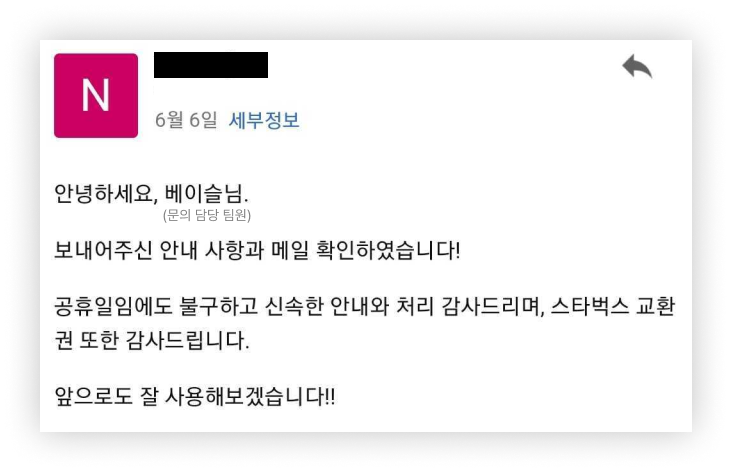 N
6월 6일 세부정보
안녕하세요, 베이슬님.
(문의 담당 팀원)
보내어주신 안내 사항과 메일 확인하였습니다!
공휴일임에도 불구하고 신속한 안내와 처리 감사드리며, 스타벅스 교환
권 또한 감사드립니다.
앞으로도 잘 사용해보겠습니다!!